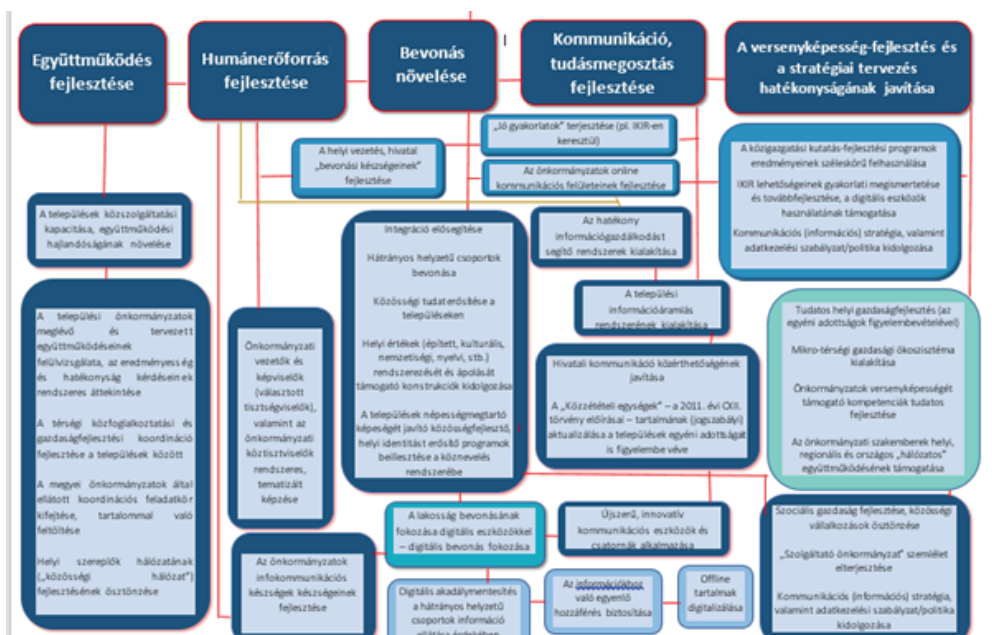 Együttműködés
fejlesztése
Humánerőforrás
fejlesztése
Bevonás
növelése
Kommunikáció,
tudásmegosztás
fejlesztése
A versenyképesség-fejlesztés és
a stratégiai tervezés
hatékonyságának javítása
A helyi vezetés, hivatal
„bevonási készségeinek"
fejlesztése
„Jó gyakorlatok" terjesztése (pl. IKIR-en
keresztül)
Az önkormányzatok online
kommunikációs felületeinek fejlesztése
A közigazgatási kutatás-fejlesztési programok
eredményeinek széleskörű felhasználása
IKIR lehetőségeinek gyakorlati megismertetése
és továbbfejlesztése, a digitális eszközök
használatának támogatása
Kommunikációs (információs) stratégia, valamint
adatkezelési szabályzat/politika kidolgozása
A települések közszolgáltatási
kapacitása, együttműködési
hajlandóságának növelése
Integráció elősegítése
Hátrányos helyzetű csoportok
bevonása
Közösségi tudaterősítése a
településeken
Helyi értékek (épített, kulturális,
nemzetiségi, nyelvi, stb.)
rendszerezését és ápolását
támogató konstrukciók kidolgozása
A települések népességmegtartó
képességét javító közösségfejlesztő,
helyi identitást erősítő programok
beillesztése a köznevelés
rendszerébe
Az hatékony
információgazdálkodást
segítő rendszerek kialakítása
A települési
információáramlás
rendszerének kialakítása
A települési önkormányzatok
meglévő és tervezett
együttműködéseinek
felülvizsgálata, az eredményesség
és hatékonyság kérdéseinek
rendszeres áttekintése
A térségi közfoglalkoztatási és
gazdaságfejlesztési koordináció
fejlesztése a települések között
A megyei önkormányzatok által
ellátott koordinációs feladatkör
kifejtése, tartalommal való
feltöltése
Helyi szereplők hálózatának
(„közösségi hálózat")
fejlesztésének ösztönzése
Önkormányzati
vezetők és
képviselők
(választott
tisztségviselők),
valamint az
önkormányzati
köztisztviselők
rendszeres,
tematizált
képzése
Hivatali kommunikáció közérthetőségének
javítása
A „Közzétételi egységek" – a 2011. évi CXII.
törvény előírásai – tartalmának (jogszabályi)
aktualizálása a települések egyéni adottságait
is figyelembe véve
Tudatos helyi gazdaságfejlesztés (az
egyéni adottságok figyelembevételével)
Mikro-térségi gazdasági ökoszisztéma
kialakítása
Önkormányzatok versenyképességét
támogató kompetenciák tudatos
fejlesztése
Az önkormányzati szakemberek helyi,
regionális és országos „hálózatos"
együttműködésének támogatása
A lakosság bevonásának
fokozása digitális eszközökkel
– digitális bevonás fokozása
Újszerű, innovatív
kommunikációs eszközök és
csatornák alkalmazása
Szociális gazdaság fejlesztése, közösségi
vállalkozások ösztönzése
„Szolgáltató önkormányzat" szemlélet
elterjesztése
Kommunikációs (információs) stratégia,
valamint adatkezelési szabályzat/politika
kidolgozása
Az önkormányzatok
infokommunikációs
készségek készségeinek
fejlesztése
Digitális akadálymentesítés
a hátrányos helyzetű
csoportok információ
Az információkhoz
való egyenlő
hozzáférés biztosítása
Offline
tartalmak
digitalizálása